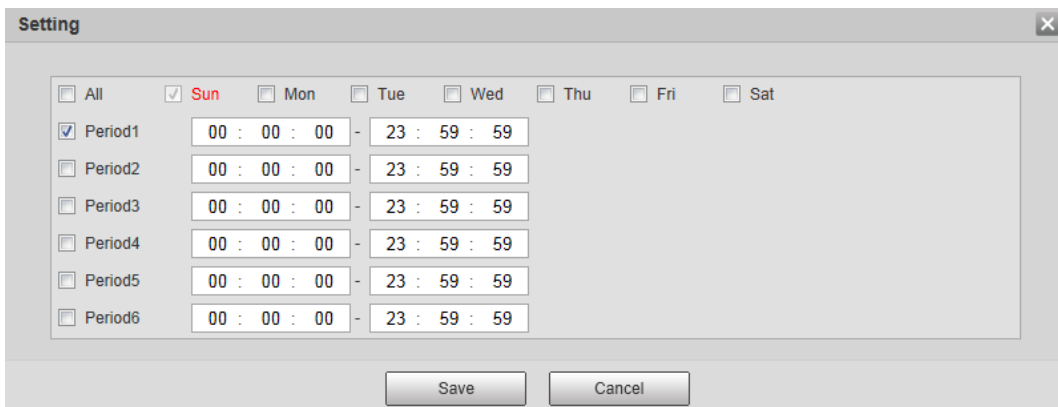 Setting
All Sun Mon Tue Wed Thu Fri Sat
Period1 00 : 00 : 00 - 23 : 59 : 59
Period2 00 : 00 : 00 - 23 : 59 : 59
Period3 00 : 00 : 00 - 23 : 59 : 59
Period4 00 : 00 : 00 - 23 : 59 : 59
Period5 00 : 00 : 00 - 23 : 59 : 59
Period6 00 : 00 : 00 - 23 : 59 : 59
Save Cancel